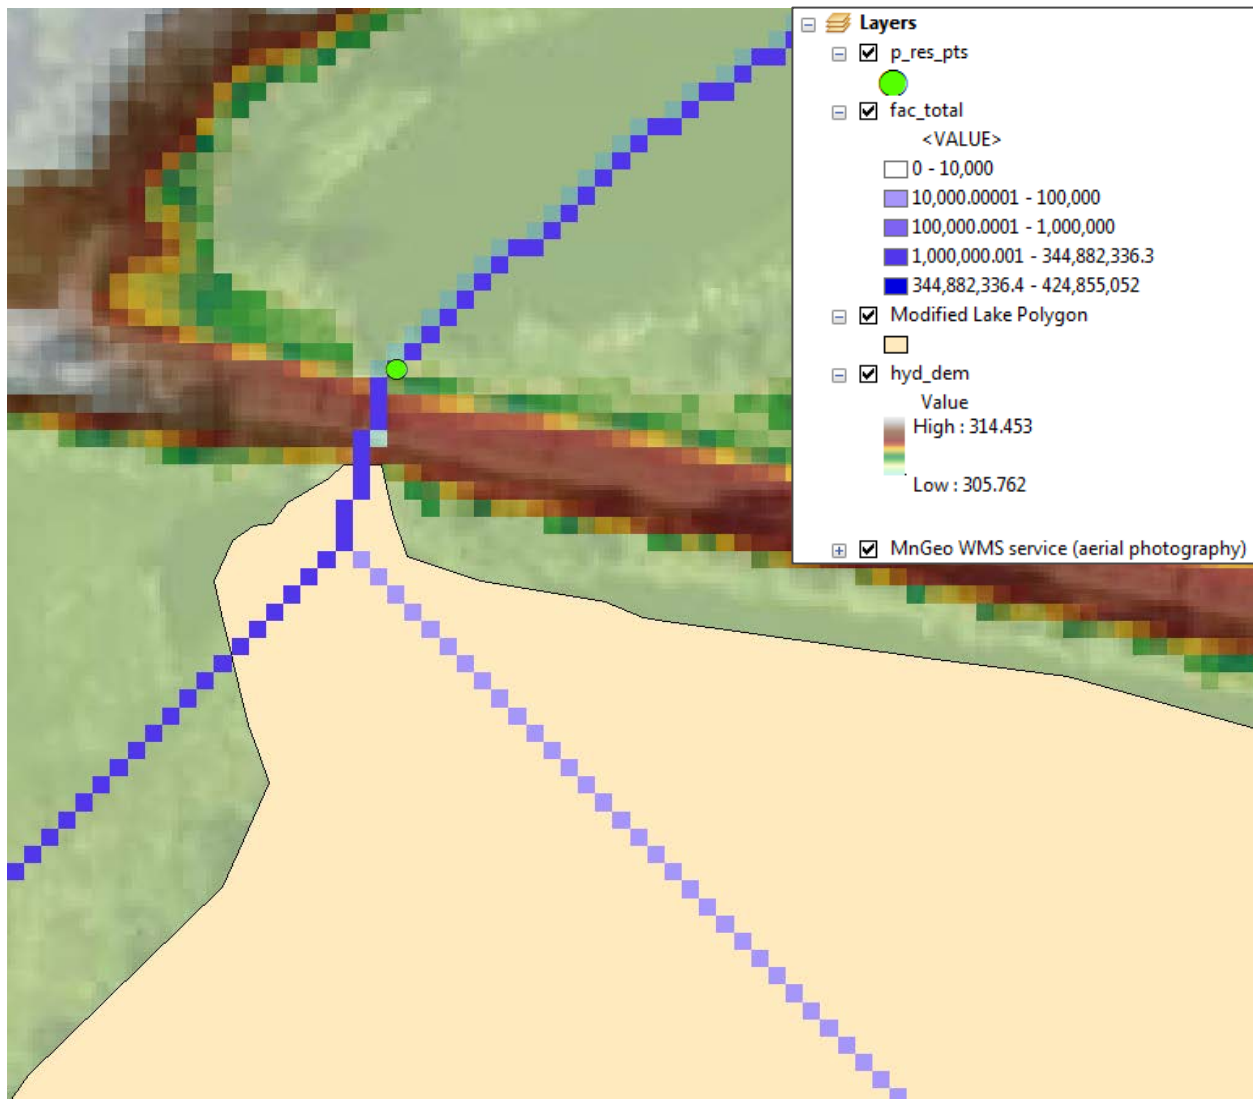 Layers
p_res_pts
fac_total
<VALUE>
0 - 10,000
10,000.00001 - 100,000
100,000.0001 - 1,000,000
1,000,000.001 - 344,882,336.3
344,882,336.4 - 424,855,052
Modified Lake Polygon
hyd_dem
Value
High : 314.453
Low : 305.762
MnGeo WMS service (aerial photography)